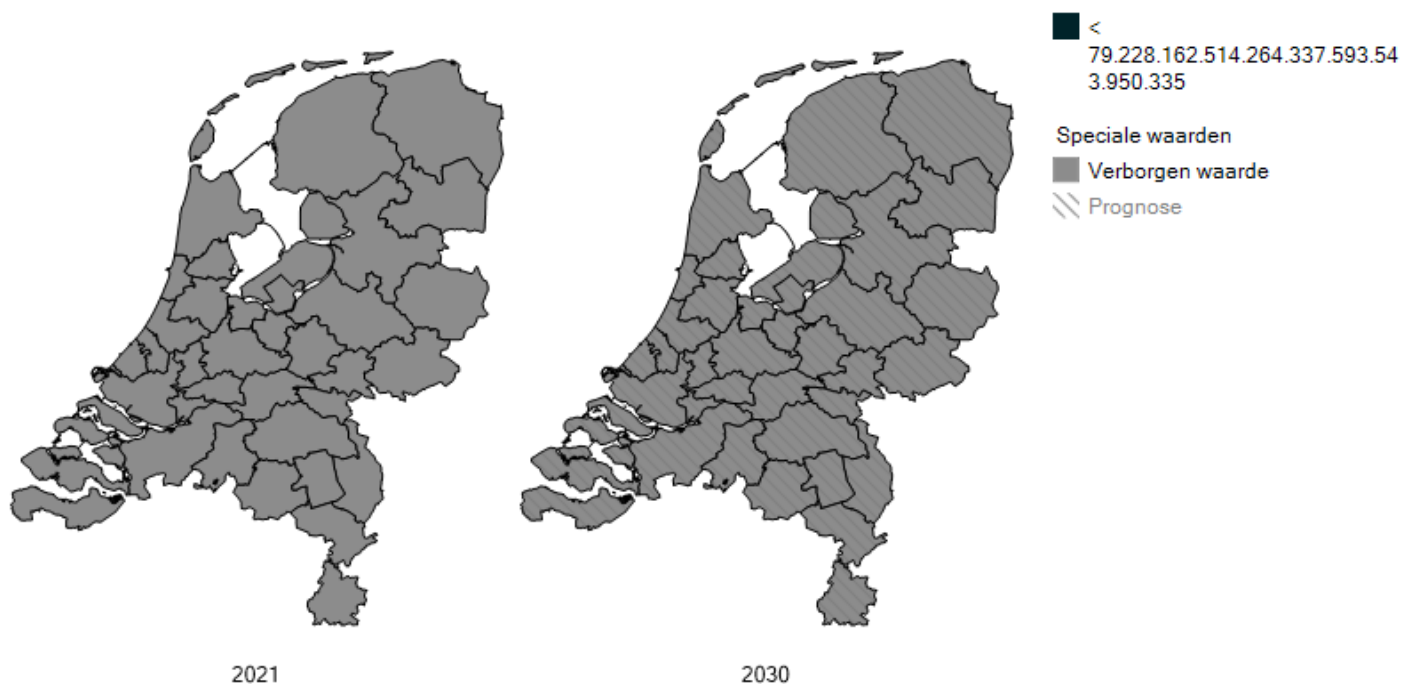 <
79.228.162.514.264.337.593.54
3.950.335
Speciale waarden
Verborgen waarde
Prognose
2021
2030